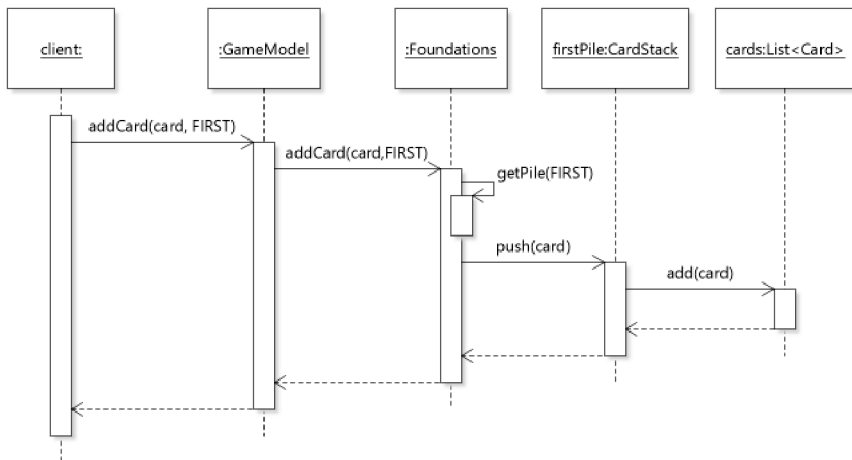 client:
:GameModel
:Foundations
firstPile:CardStack
cards:List<Card>
addCard(card, FIRST)
addCard(card,FIRST)
getPile(FIRST)
push(card)
add(card)